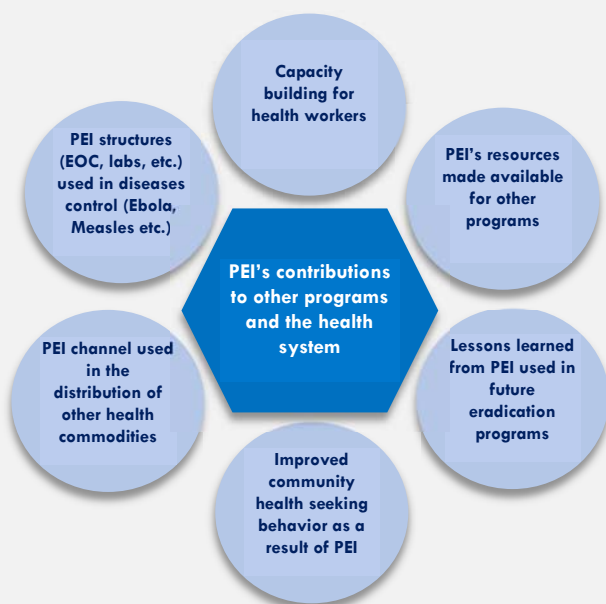 Capacity
building for
health workers
PEI structures
(EOC, labs, etc.)
used in diseases
control (Ebola,
Measles etc.)
PEI's resources
made available
for other
programs
PEI's contributions
to other programs
and the health
system
PEI channel used
in the
distribution of
other health
commodities
Lessons learned
from PEI used in
future
eradication
programs
Improved
community
health seeking
behavior as a
result of PEI